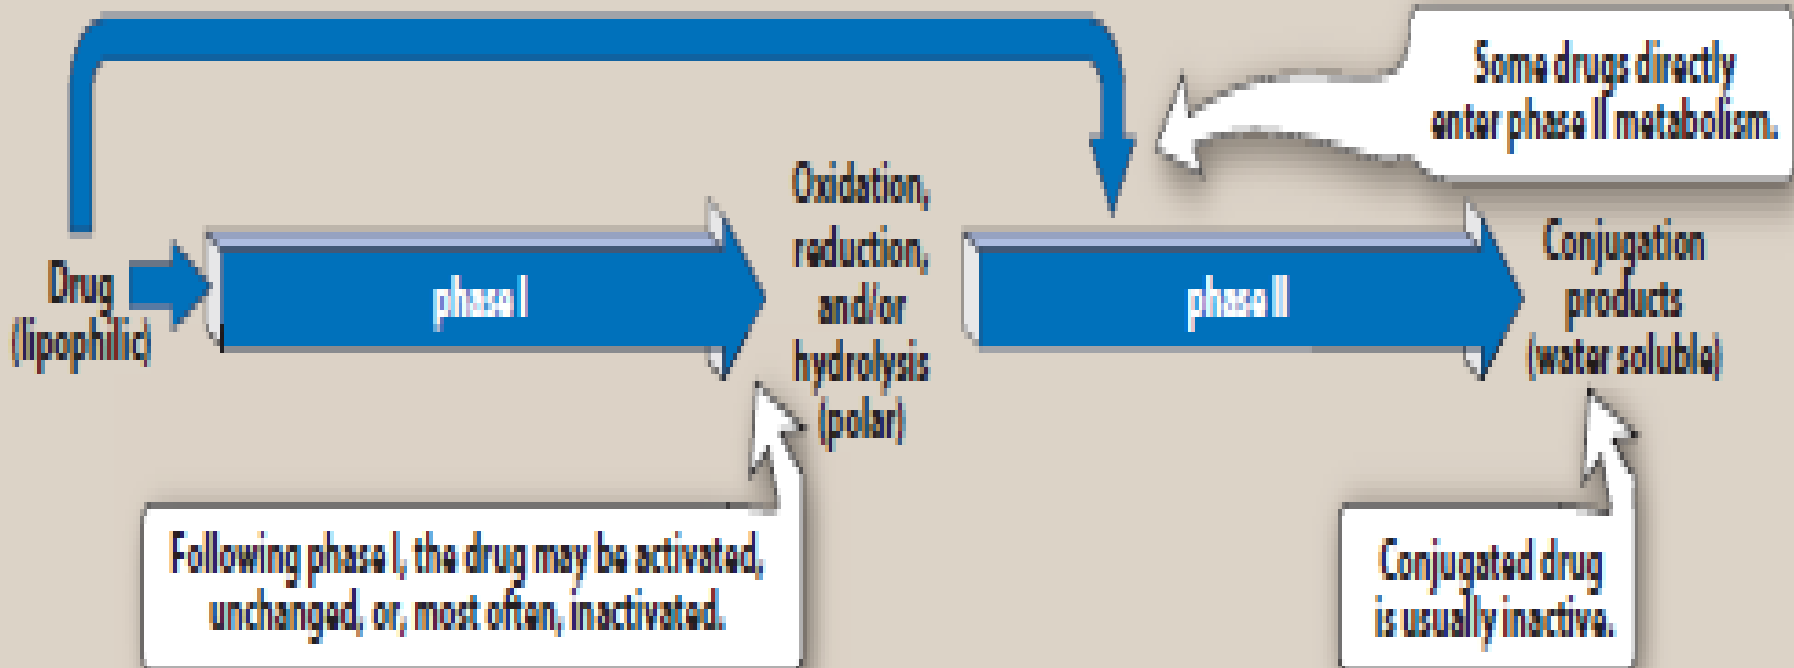 Some drugs directly
enter phase II metabolism.
Drug
(lipophilic)
phase I
Oxidation,
reduction,
and/or
hydrolysis
(polar)
phase II
Conjugation
products
(water soluble)
Following phase I, the drug may be activated,
unchanged, or, most often, inactivated.
Conjugated drug
is usually inactive.